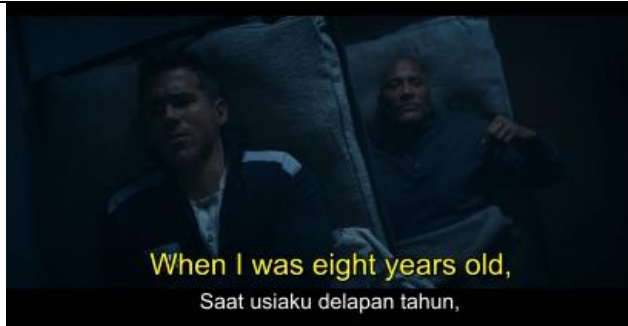 When I was eight years old,
Saat usiaku delapan tahun,